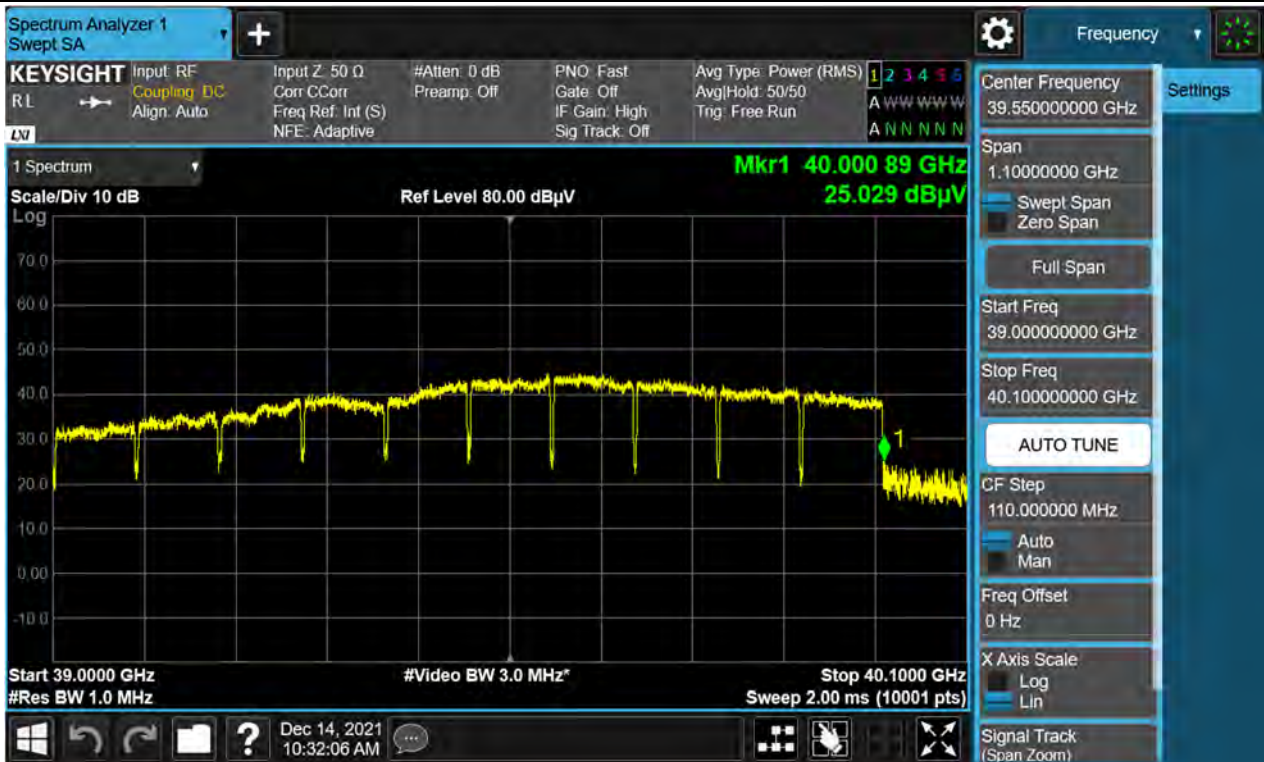 Spectrum Analyzer 1
Swept SA
+
Frequency
KEYSIGHT
RL
LXI
Input: RF
Coupling: DC
Align: Auto
Input Z: 50 Ω
Corr CCorr
Freq Ref: Int (S)
NFE: Adaptive
#Atten: 0 dB
Preamp: Off
PNO: Fast
Gate: Off
IF Gain: High
Sig Track: Off
Avg Type: Power (RMS)
Avg|Hold: 50/50
Trig: Free Run
1 2 3 4 5 6
A W W W W W
A N N N N N
1 Spectrum
Mkr1 40.000 89 GHz
Scale/Div 10 dB
Ref Level 80.00 dBµV
25.029 dBµV
Log
70.0
60.0
50.0
40.0
30.0
20.0
10.0
0.00
-10.0
1
Start 39.0000 GHz
#Video BW 3.0 MHz*
Stop 40.1000 GHz
#Res BW 1.0 MHz
Sweep 2.00 ms (10001 pts)
?
Dec 14, 2021
10:32:06 AM
Settings
Center Frequency
39.550000000 GHz
Span
1.10000000 GHz
Swept Span
Zero Span
Full Span
Start Freq
39.000000000 GHz
Stop Freq
40.100000000 GHz
AUTO TUNE
CF Step
110.000000 MHz
Auto
Man
Freq Offset
0 Hz
X Axis Scale
Log
Lin
Signal Track
(Span Zoom)